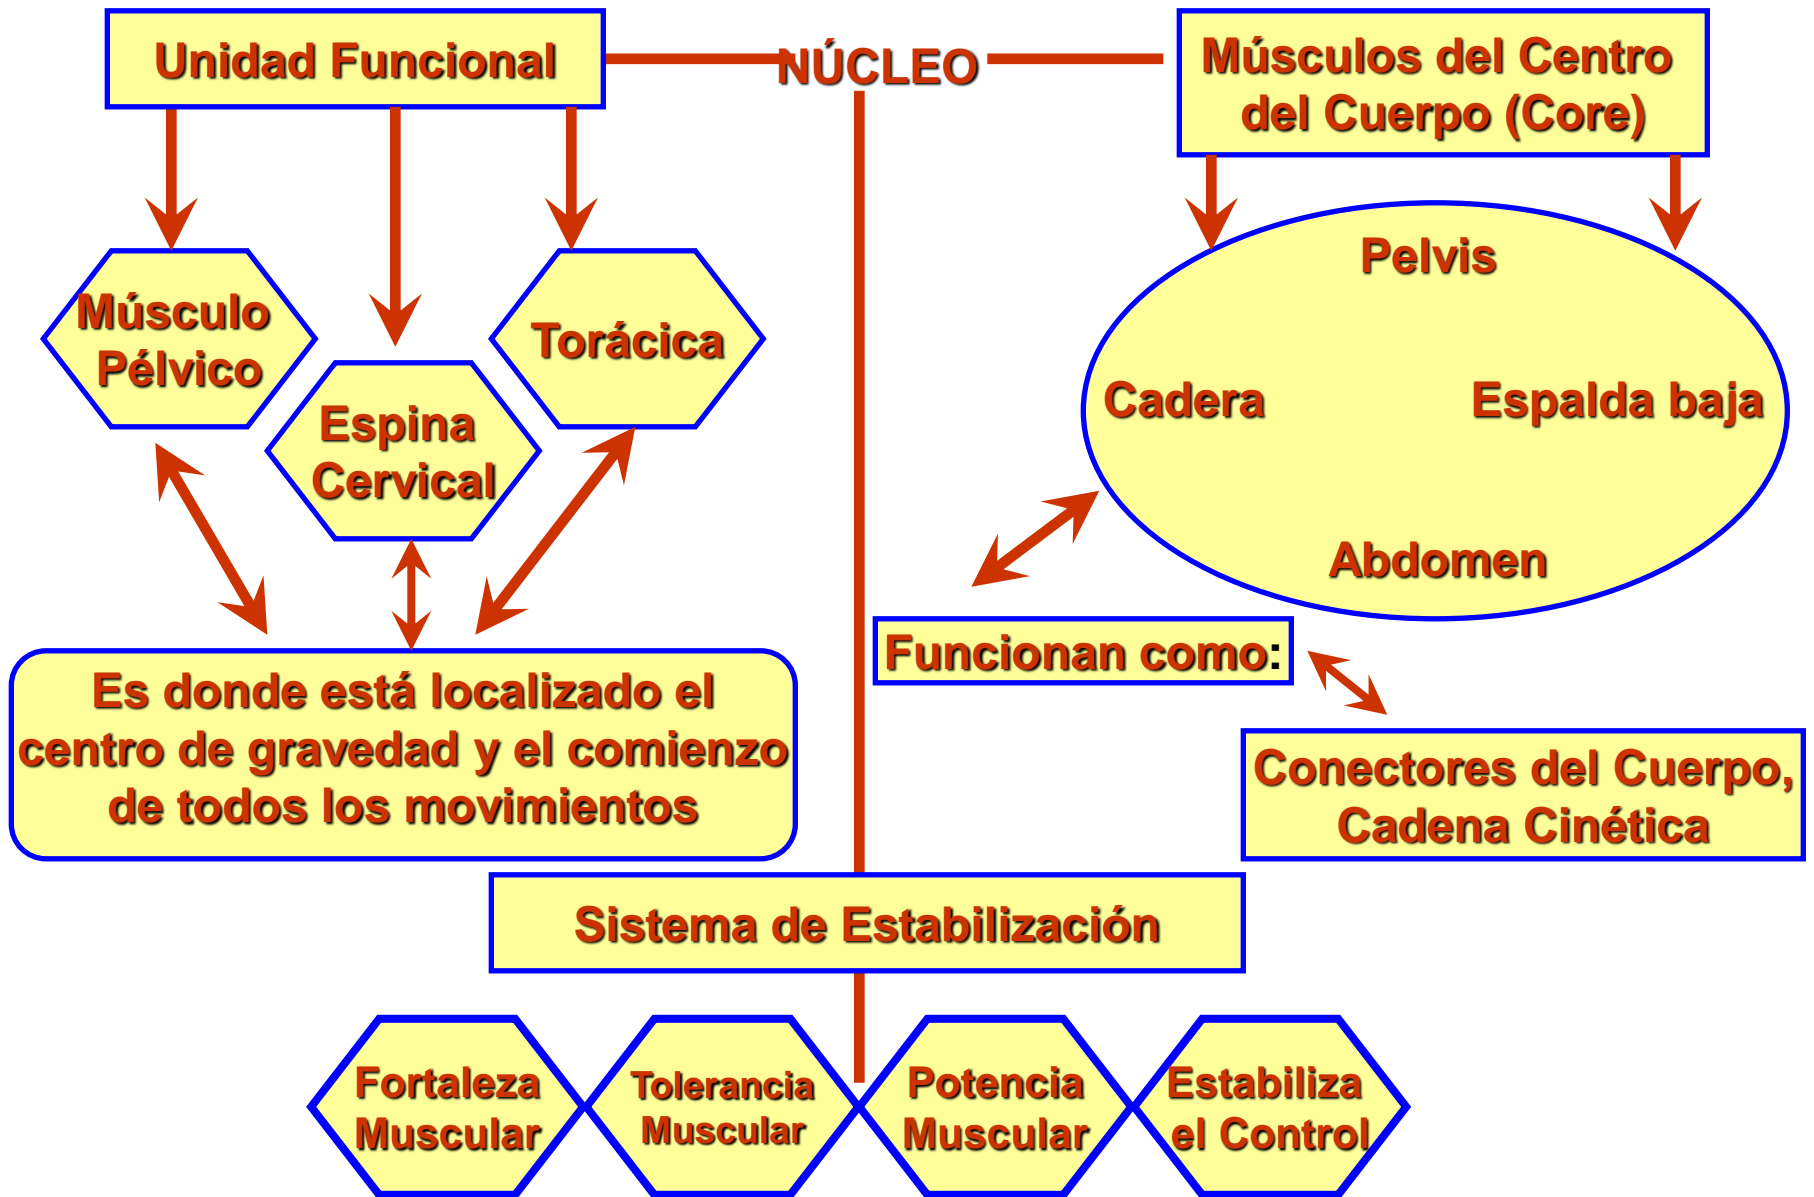 Unidad Funcional
NÚCLEO
Músculos del Centro
del Cuerpo (Core)
Músculo
Pélvico
Espina
Cervical
Torácica
Pelvis
Cadera
Espalda baja
Abdomen
Es donde está localizado el
centro de gravedad y el comienzo
de todos los movimientos
Funcionan como:
Conectores del Cuerpo,
Cadena Cinética
Sistema de Estabilización
Fortaleza
Muscular
Tolerancia
Muscular
Potencia
Muscular
Estabiliza
el Control